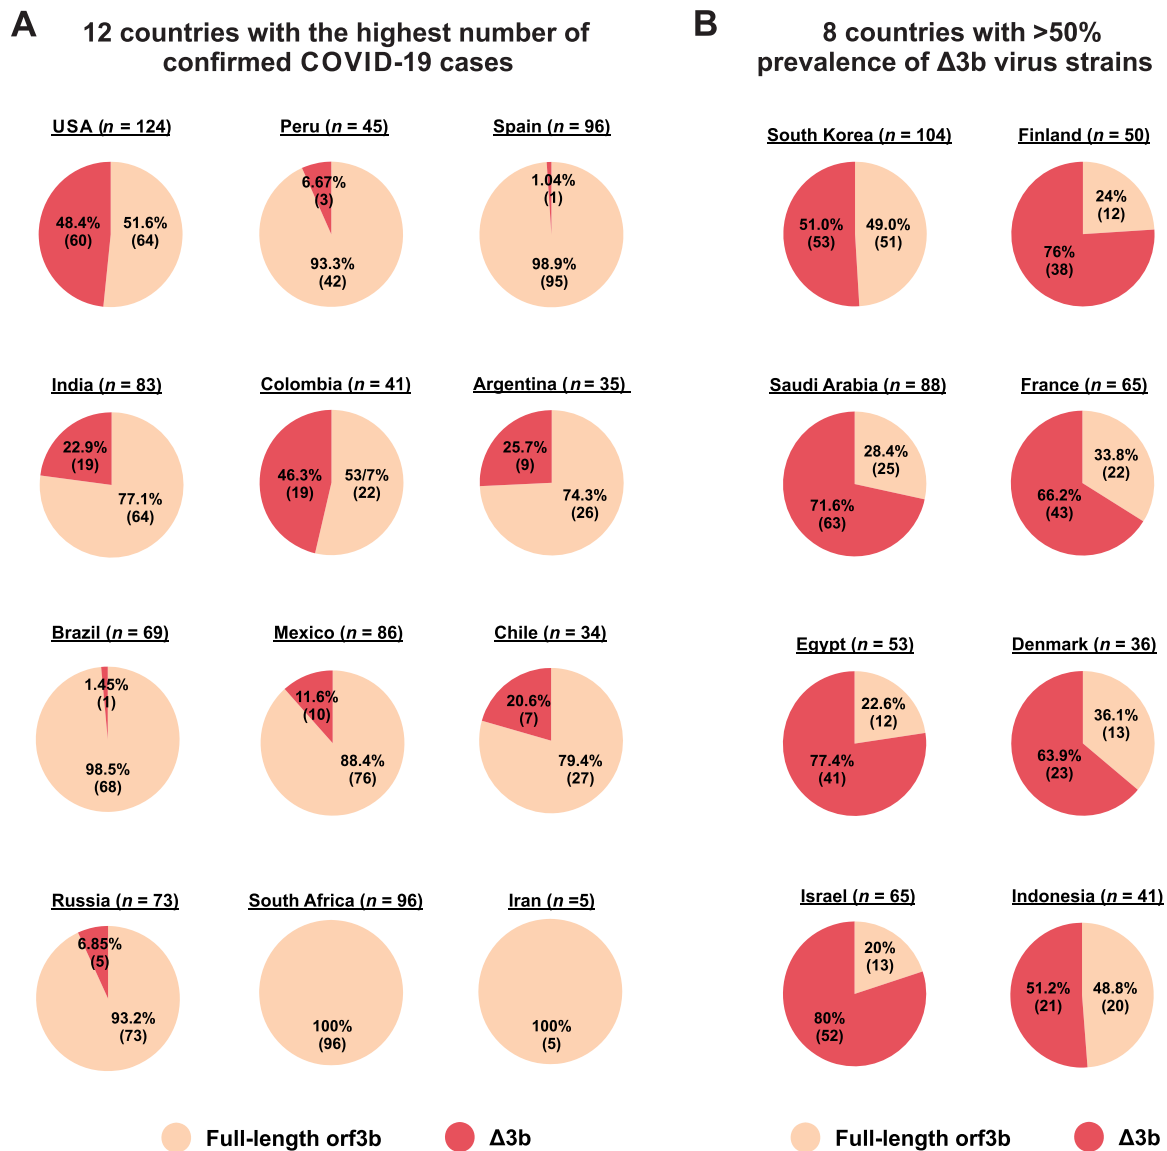 A
12 countries with the highest number of
confirmed COVID-19 cases
USA (n = 124)
48.4%
(60)
51.6%
(64)
Peru (n = 45)
6.67%
(3)
93.3%
(42)
Spain (n = 96)
1.04%
(1)
98.9%
(95)
India (n = 83)
22.9%
(19)
77.1%
(64)
Colombia (n = 41)
46.3%
(19)
53/7%
(22)
Argentina (n = 35)
25.7%
(9)
74.3%
(26)
Brazil (n = 69)
1.45%
(1)
98.5%
(68)
Mexico (n = 86)
11.6%
(10)
88.4%
(76)
Chile (n = 34)
20.6%
(7)
79.4%
(27)
Russia (n = 73)
6.85%
(5)
93.2%
(73)
South Africa (n = 96)
100%
(96)
Iran (n =5)
100%
(5)
Full-length orf3b
Δ3b
B
8 countries with >50%
prevalence of Δ3b virus strains
South Korea (n = 104)
51.0%
(53)
49.0%
(51)
Finland (n = 50)
24%
(12)
76%
(38)
Saudi Arabia (n = 88)
28.4%
(25)
71.6%
(63)
France (n = 65)
33.8%
(22)
66.2%
(43)
Egypt (n = 53)
22.6%
(12)
77.4%
(41)
Denmark (n = 36)
36.1%
(13)
63.9%
(23)
Israel (n = 65)
20%
(13)
80%
(52)
Indonesia (n = 41)
51.2%
(21)
48.8%
(20)
Full-length orf3b
Δ3b